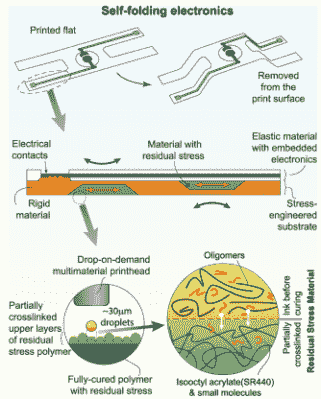 Self-folding electronics
Printed flat
Removed
from the
print surface
Electrical
contacts
Material with
residual stress
Elastic material with
embedded
electronics
Rigid
material
Stress-
engineered
substrate
Drop-on-demand
multimaterial printhead
Oligomers
Partially
crosslinked
upper layers
of residual
stress polymer
~30μm
droplets
Ink before
curing
Partially
crosslinked
Residual Stress Material
Fully-cured polymer
with residual stress
Isooctyl acrylate(SR440)
& small molecules